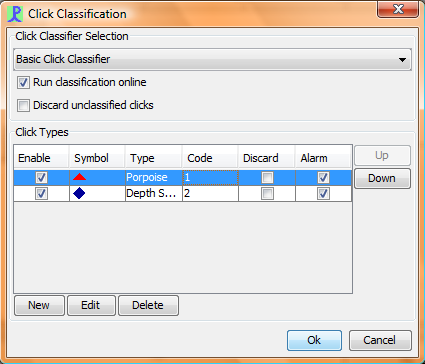 Click Classification
Click Classifier Selection
Basic Click Classifier
Run classification online
Discard unclassified clicks
Click Types
Enable Symbol Type Code Discard Alarm
Porpoise 1
Depth S... 2
Up
Down
New Edit Delete
Ok Cancel